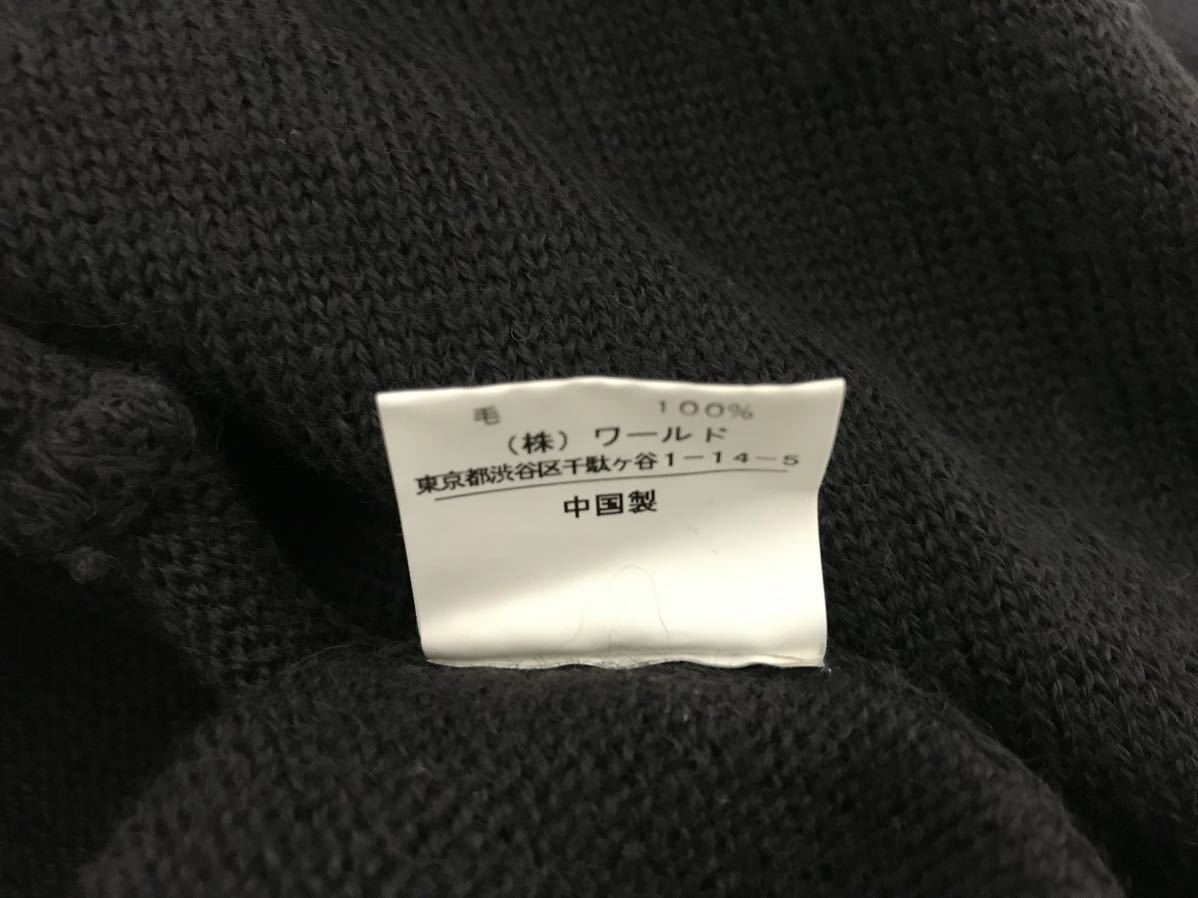 毛 100%
(株) ワールド
東京都渋谷区千駄ヶ谷1-14-5
中国製